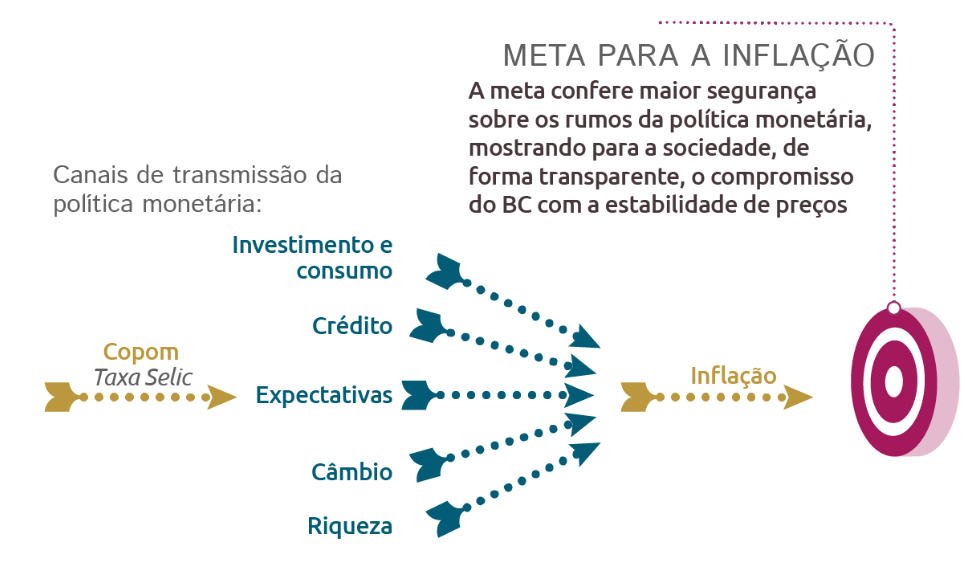 META PARA A INFLAÇÃO
A meta confere maior segurança
sobre os rumos da política monetária,
mostrando para a sociedade, de
forma transparente, o compromisso
do BC com a estabilidade de preços
Canais de transmissão da
política monetária:
Investimento e
consumo
Crédito
Copom
Taxa Selic
Expectativas
Inflação
Câmbio
Riqueza